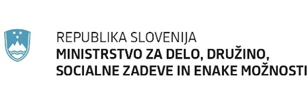 REPUBLIKA SLOVENIJA
MINISTRSTVO ZA DELO, DRUŽINO,
SOCIALNE ZADEVE IN ENAKE MOŽNOSTI